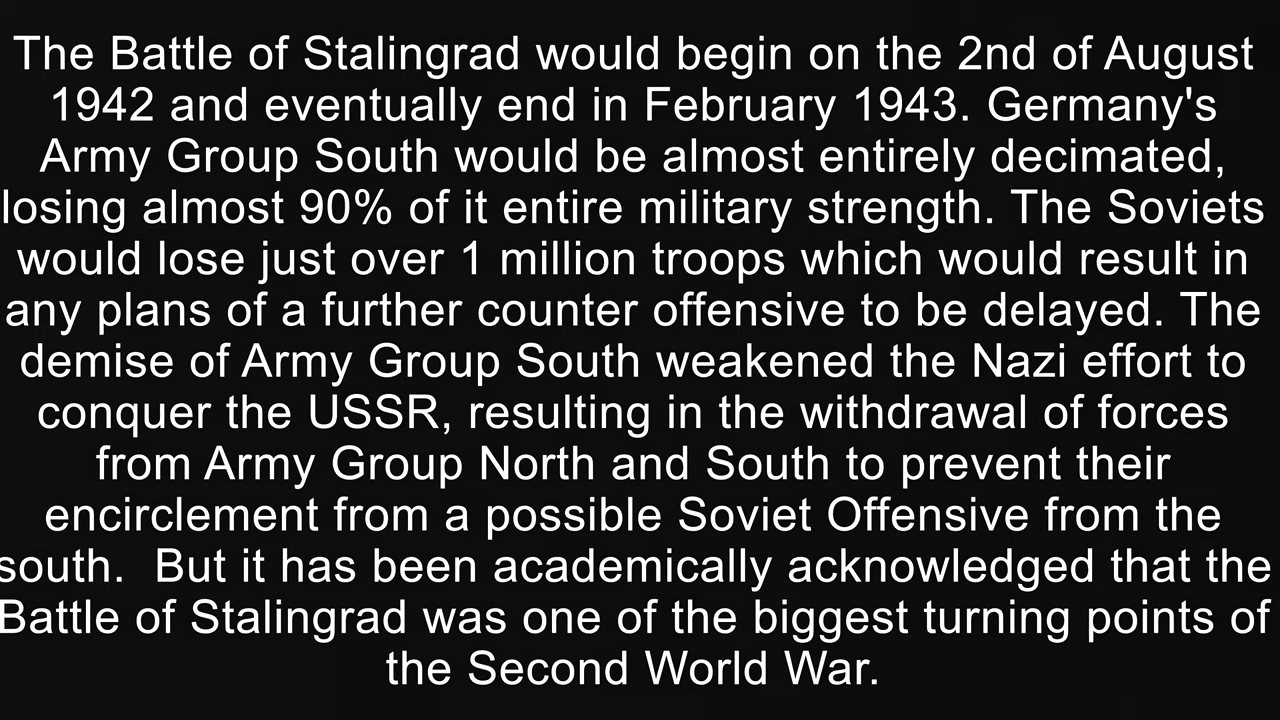 The Battle of Stalingrad would begin on the 2nd of August
1942 and eventually end in February 1943. Germany's
Army Group South would be almost entirely decimated,
losing almost 90% of it entire military strength. The Soviets
would lose just over 1 million troops which would result in
any plans of a further counter offensive to be delayed. The
demise of Army Group South weakened the Nazi effort to
conquer the USSR, resulting in the withdrawal of forces
from Army Group North and South to prevent their
encirclement from a possible Soviet Offensive from the
south.  But it has been academically acknowledged that the
Battle of Stalingrad was one of the biggest turning points of
the Second World War.